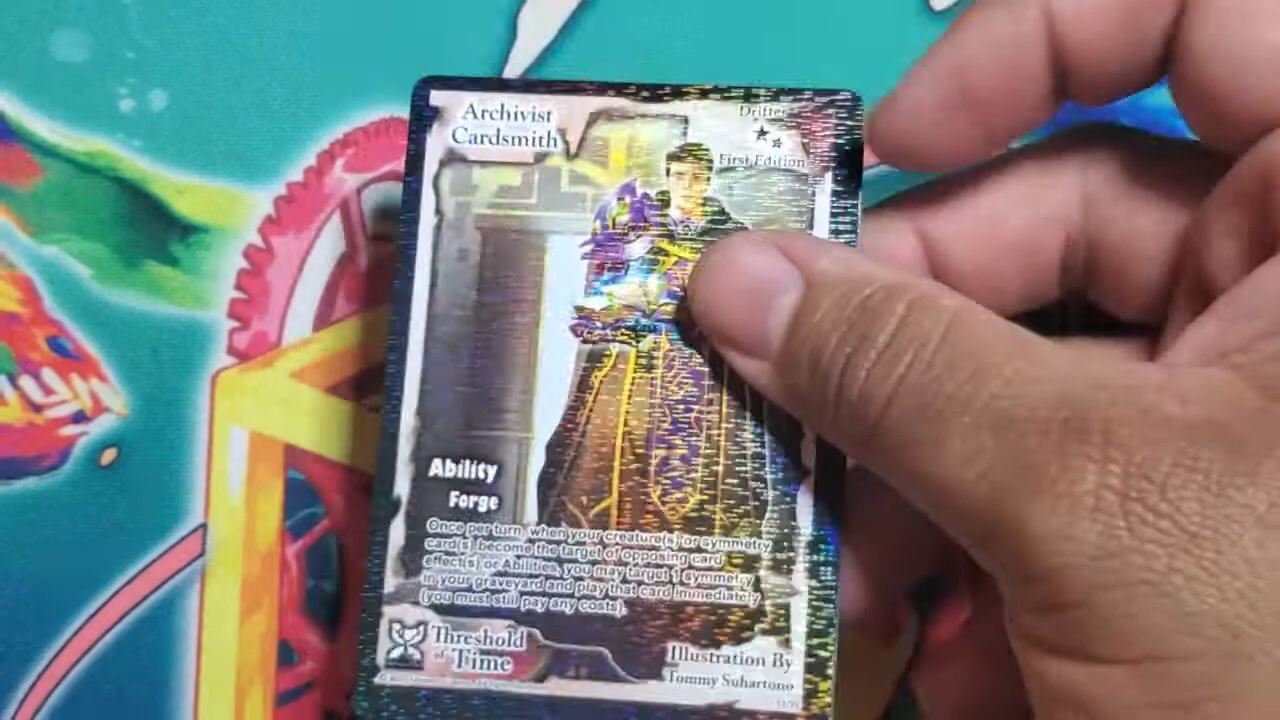 Archivist
Cardsmith
Drifter
First Edition
Ability
Forge
Once per turn, when your creature(s) or symmetry
card(s) become the target of opposing card
effect(s) or Abilities, you may target 1 symmetry
in your graveyard and play that card immediately
(you must still pay any costs).
Threshold
of Time
Illustration By
Tommy Suhartono